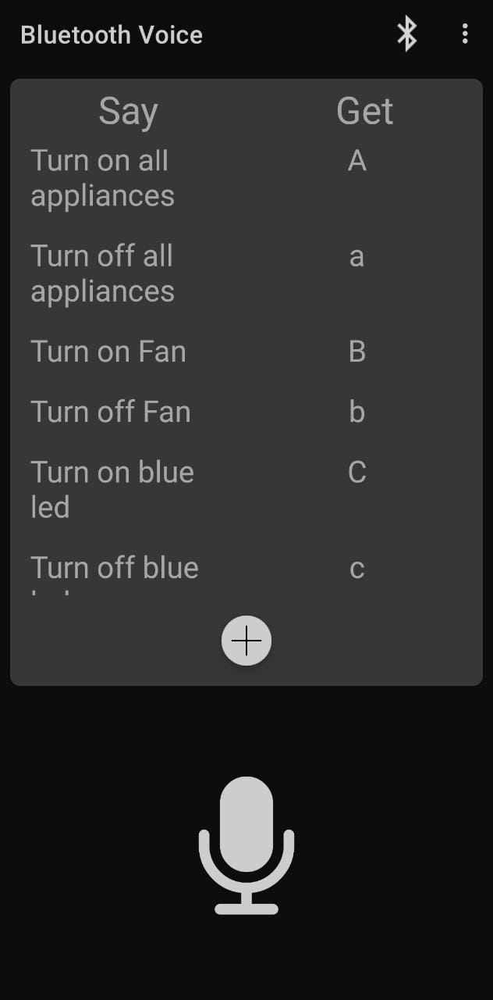 Bluetooth Voice
Say Get
Turn on all A
appliances
Turn off all a
appliances
Turn on Fan B
Turn off Fan b
Turn on blue C
led
Turn off blue c